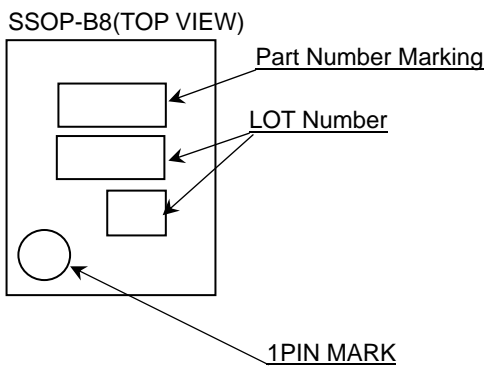 SSOP-B8(TOP VIEW)
Part Number Marking
LOT Number
1PIN MARK